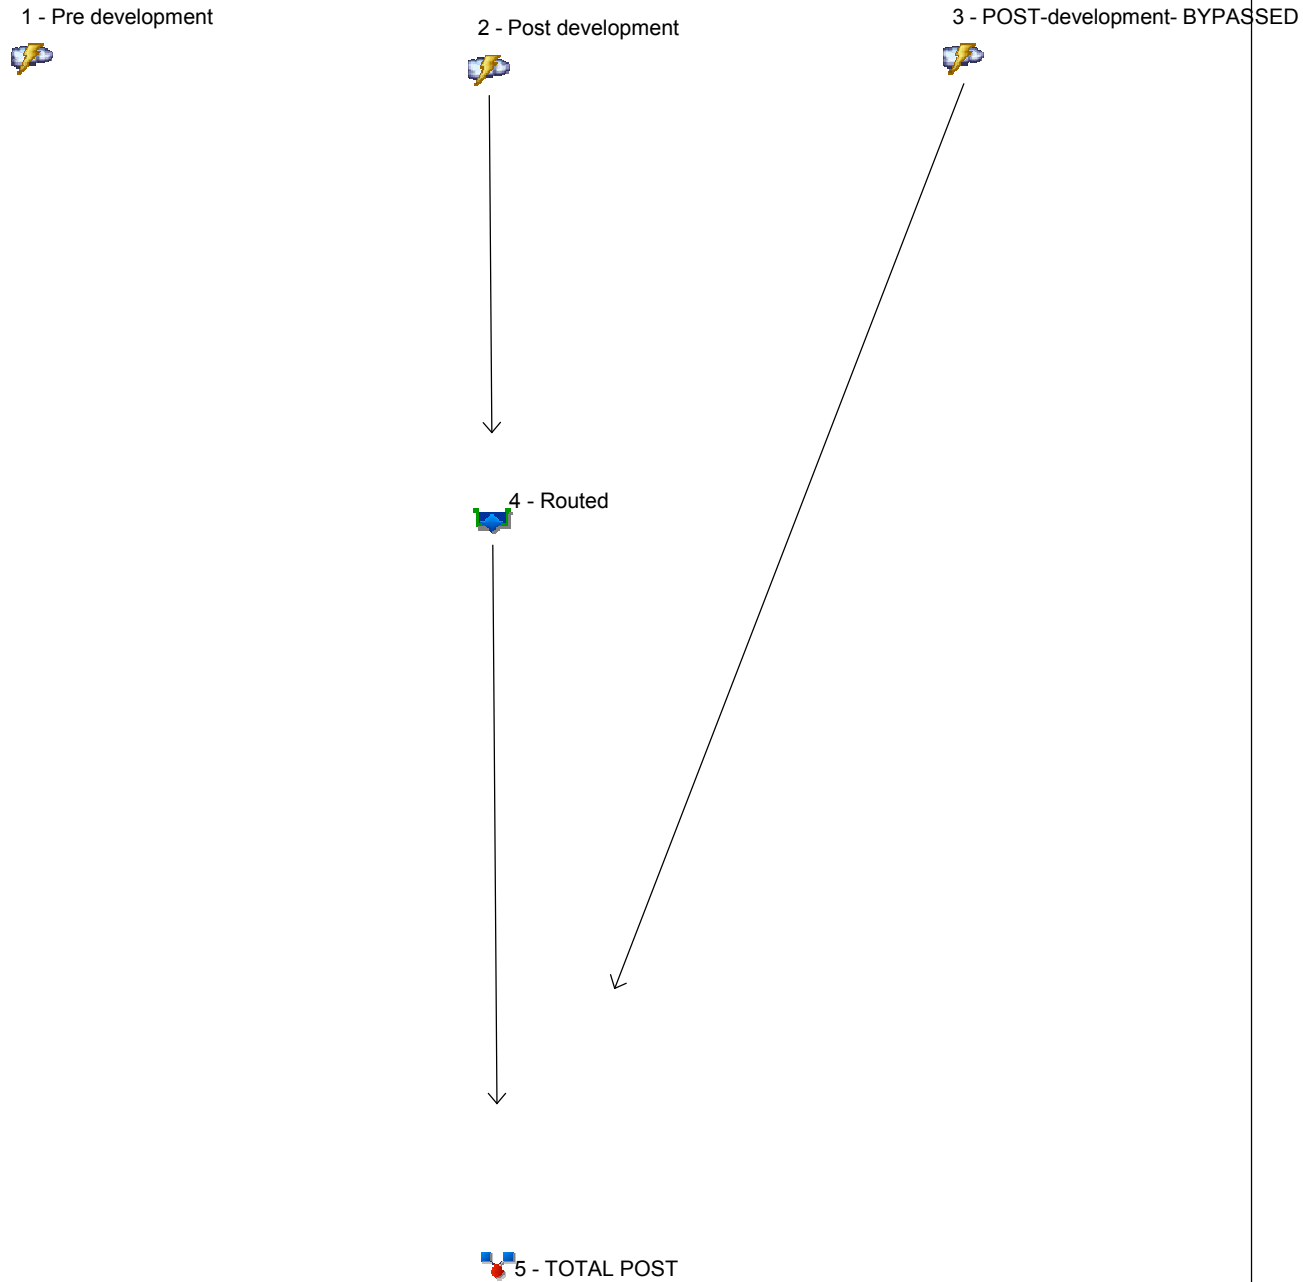 1 - Pre development
2 - Post development
3 - POST-development- BYPASSED
4 - Routed
5 - TOTAL POST